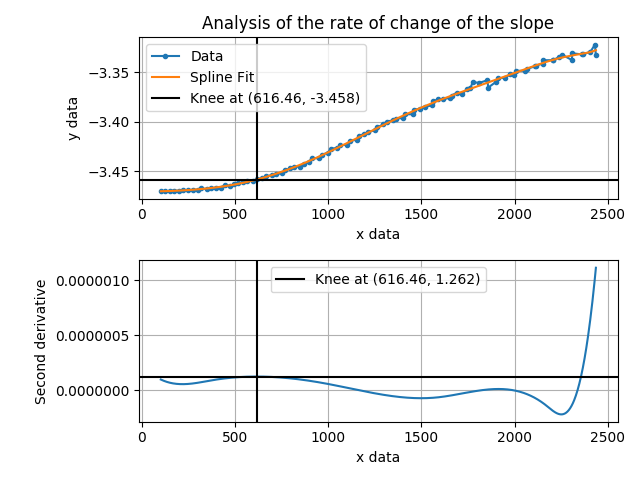 Analysis of the rate of change of the slope
Data
Spline Fit
Knee at (616.46, -3.458)
y data
−3.35
−3.40
−3.45
0 500 1000 1500 2000 2500
x data
Knee at (616.46, 1.262)
Second derivative
0.0000010
0.0000005
0.0000000
0 500 1000 1500 2000 2500
x data